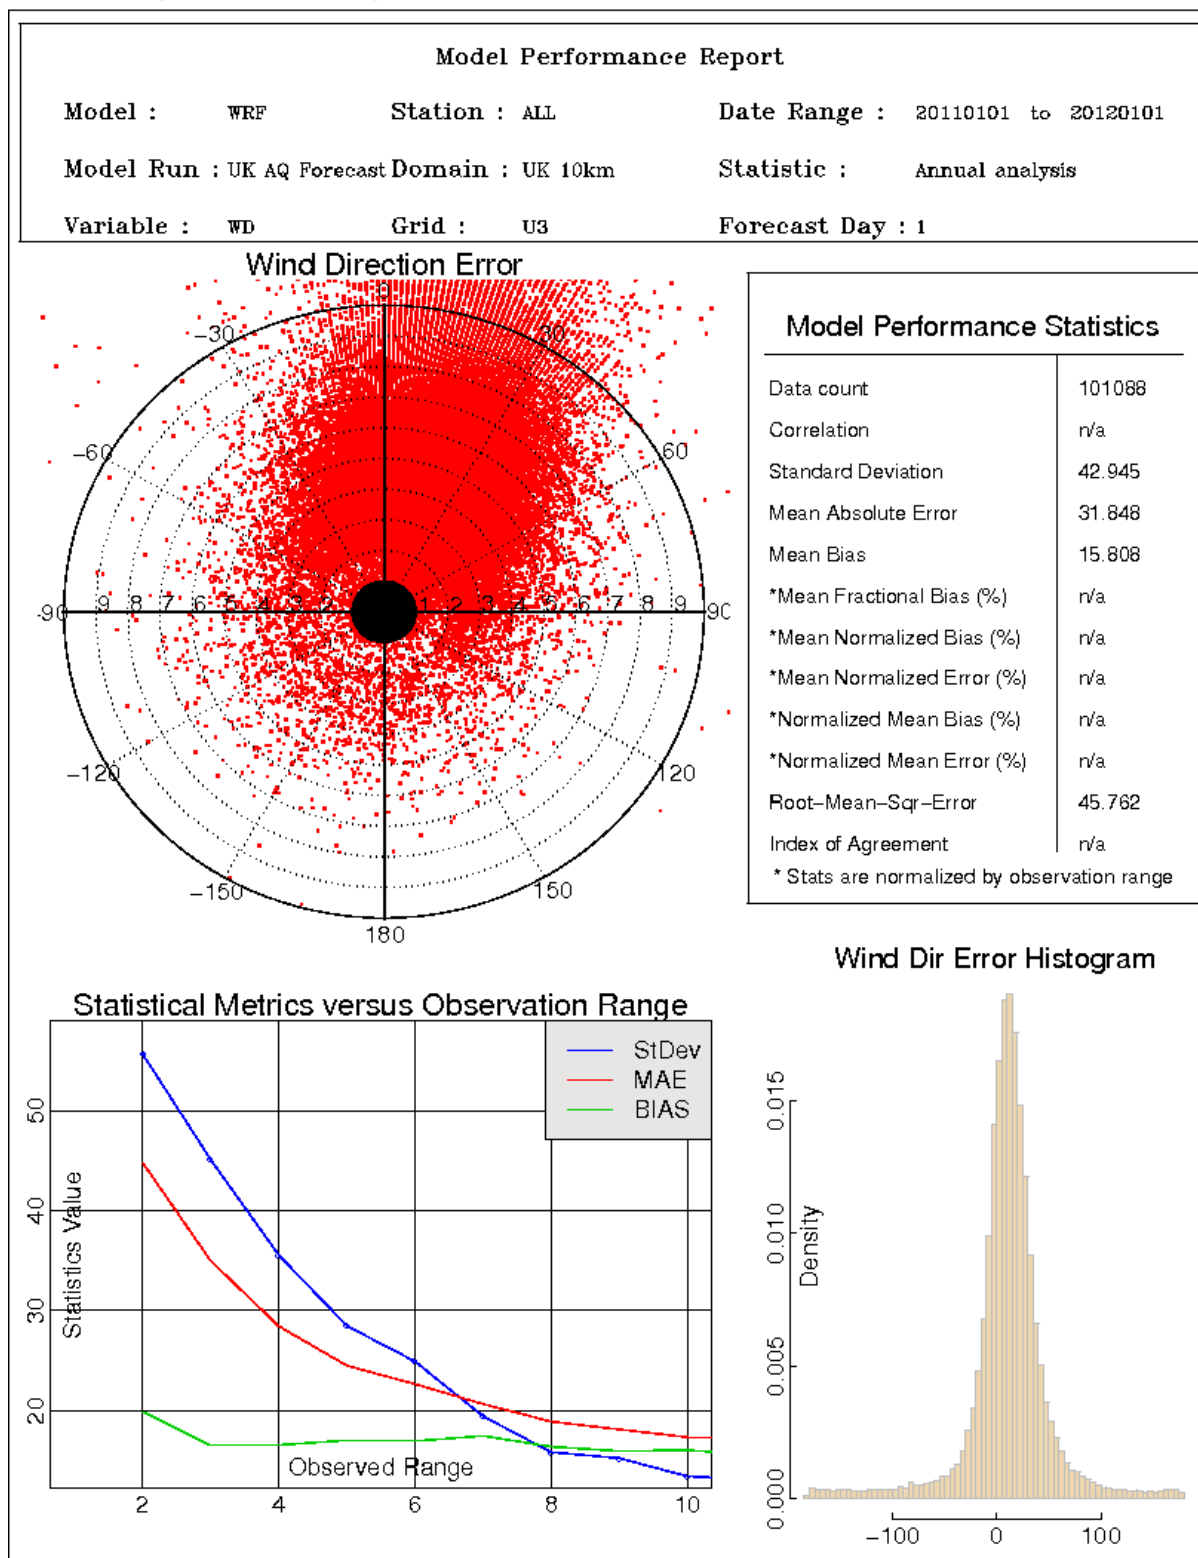 Model Performance Report
Model : WRF Station : ALL Date Range : 20110101 to 20120101
Model Run : UK AQ Forecast Domain : UK 10km Statistic : Annual analysis
Variable : WD Grid : U3 Forecast Day : 1
Wind Direction Error
0
-30
30
-60
60
-90
9 8 7 6 5 4 3 2 1 2 3 4 5 6 7 8 9
90
-120
120
-150
150
180
Model Performance Statistics
Data count 101088
Correlation n/a
Standard Deviation 42.945
Mean Absolute Error 31.848
Mean Bias 15.808
*Mean Fractional Bias (%) n/a
*Mean Normalized Bias (%) n/a
*Mean Normalized Error (%) n/a
*Normalized Mean Bias (%) n/a
*Normalized Mean Error (%) n/a
Root-Mean-Sqr-Error 45.762
Index of Agreement n/a
* Stats are normalized by observation range
Statistical Metrics versus Observation Range
StDev
MAE
BIAS
Statistics Value
50
40
30
20
Observed Range
2 4 6 8 10
Wind Dir Error Histogram
Density
0.015
0.010
0.005
0.000
-100 0 100